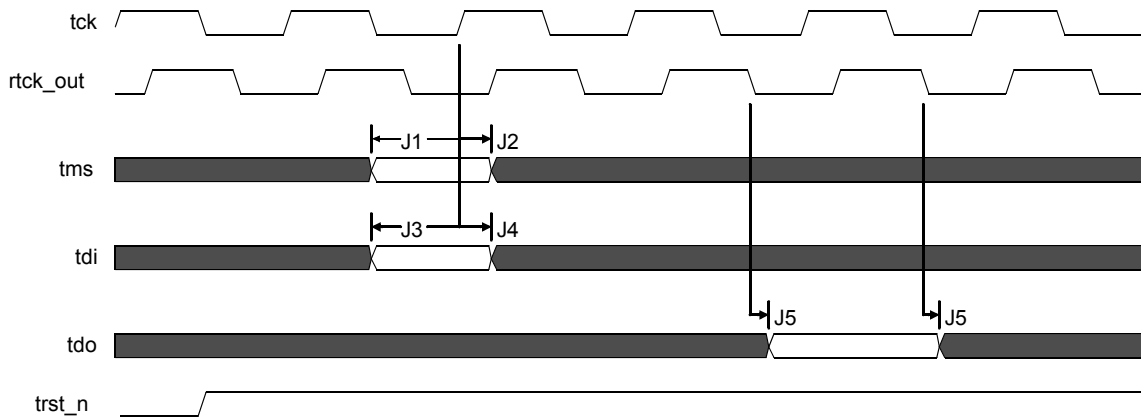 tck
rtck_out
J1 J2
tms
J3 J4
tdi
J5 J5
tdo
trst_n